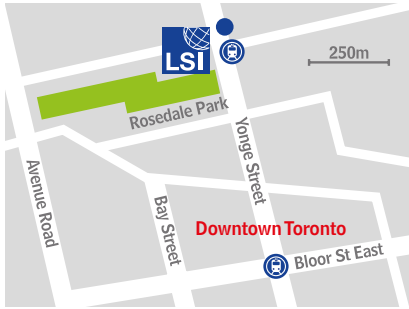 LSI
250m
Rosedale Park
Yonge Street
Avenue Road
Bay Street
Downtown Toronto
Bloor St East